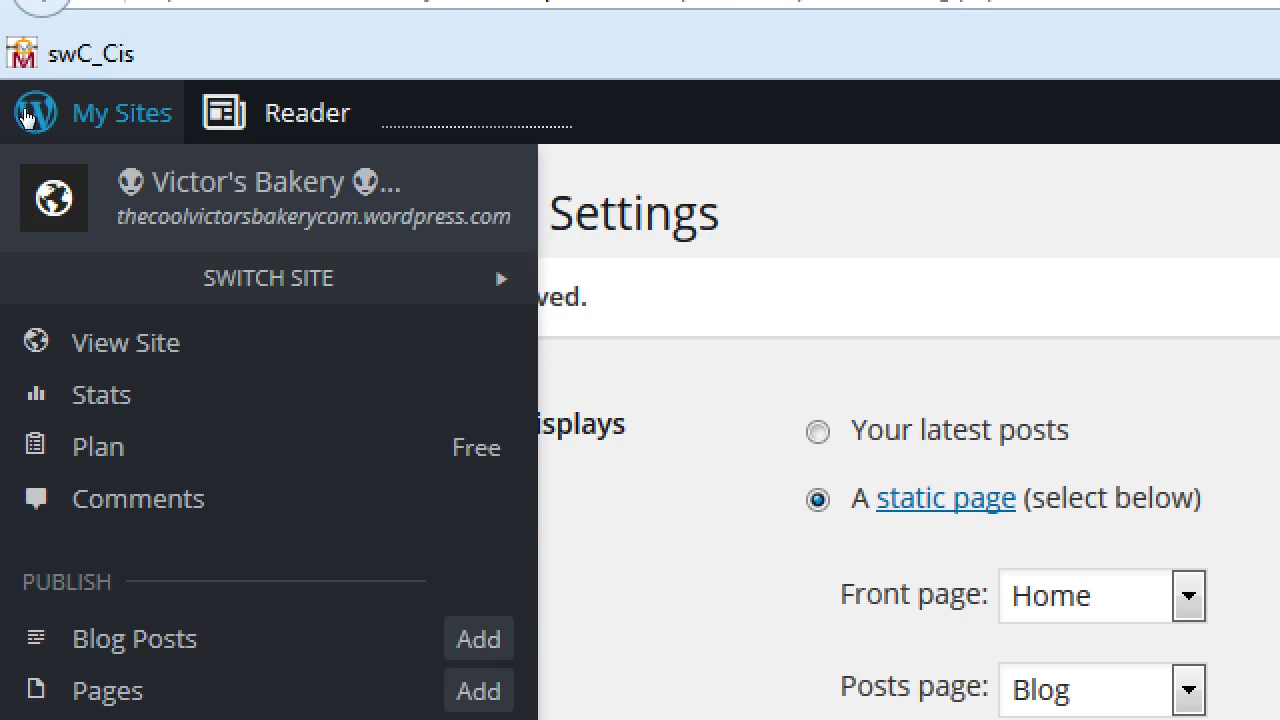 swC_Cis
My Sites
Reader
👽 Victor's Bakery 👽...
thecoolvictorsbakerycom.wordpress.com
SWITCH SITE
View Site
Stats
Plan Free
Comments
PUBLISH
Blog Posts Add
Pages Add
Settings
ved.
isplays
Your latest posts
A static page (select below)
Front page: Home
Posts page: Blog